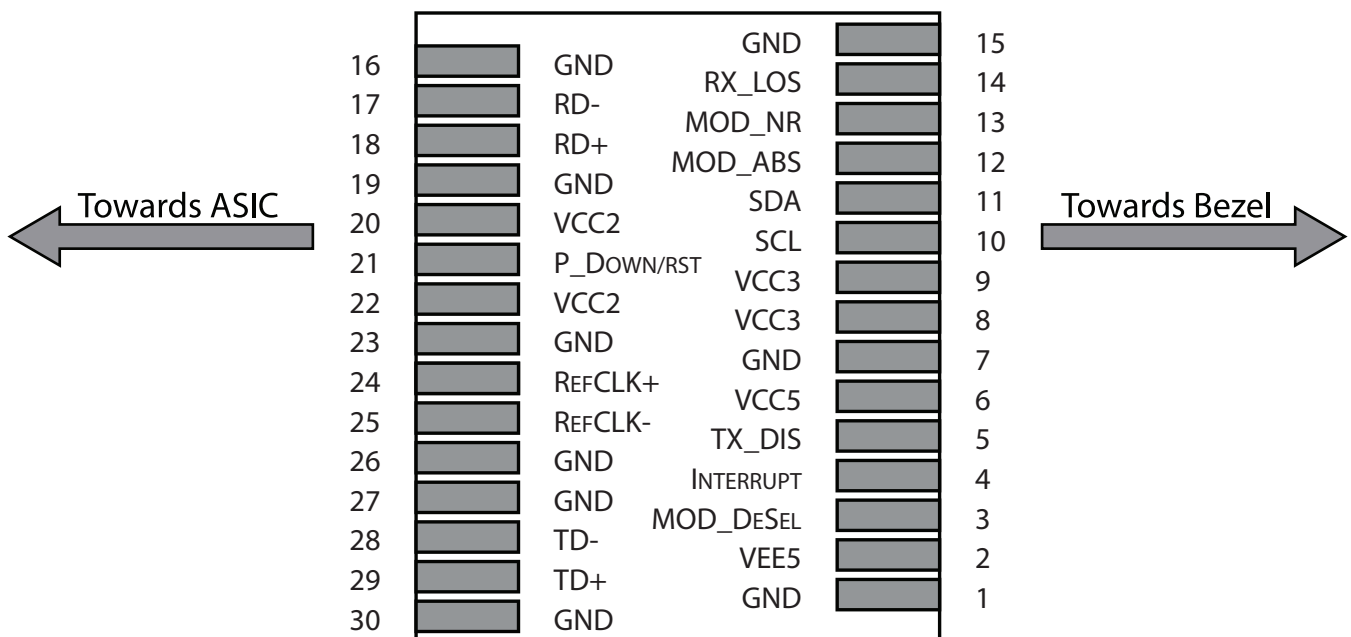 GND 15
16 GND
RX_LOS 14
17 RD-
MOD_NR 13
18 RD+
MOD_ABS 12
19 GND
SDA 11
Towards ASIC
Towards Bezel
20 VCC2
SCL 10
21 P_DOWN/RST
VCC3 9
22 VCC2
VCC3 8
23 GND
GND 7
24 REFCLK+
VCC5 6
25 REFCLK-
TX_DIS 5
26 GND
INTERRUPT 4
27 GND
MOD_DESEL 3
28 TD-
VEE5 2
29 TD+
GND 1
30 GND